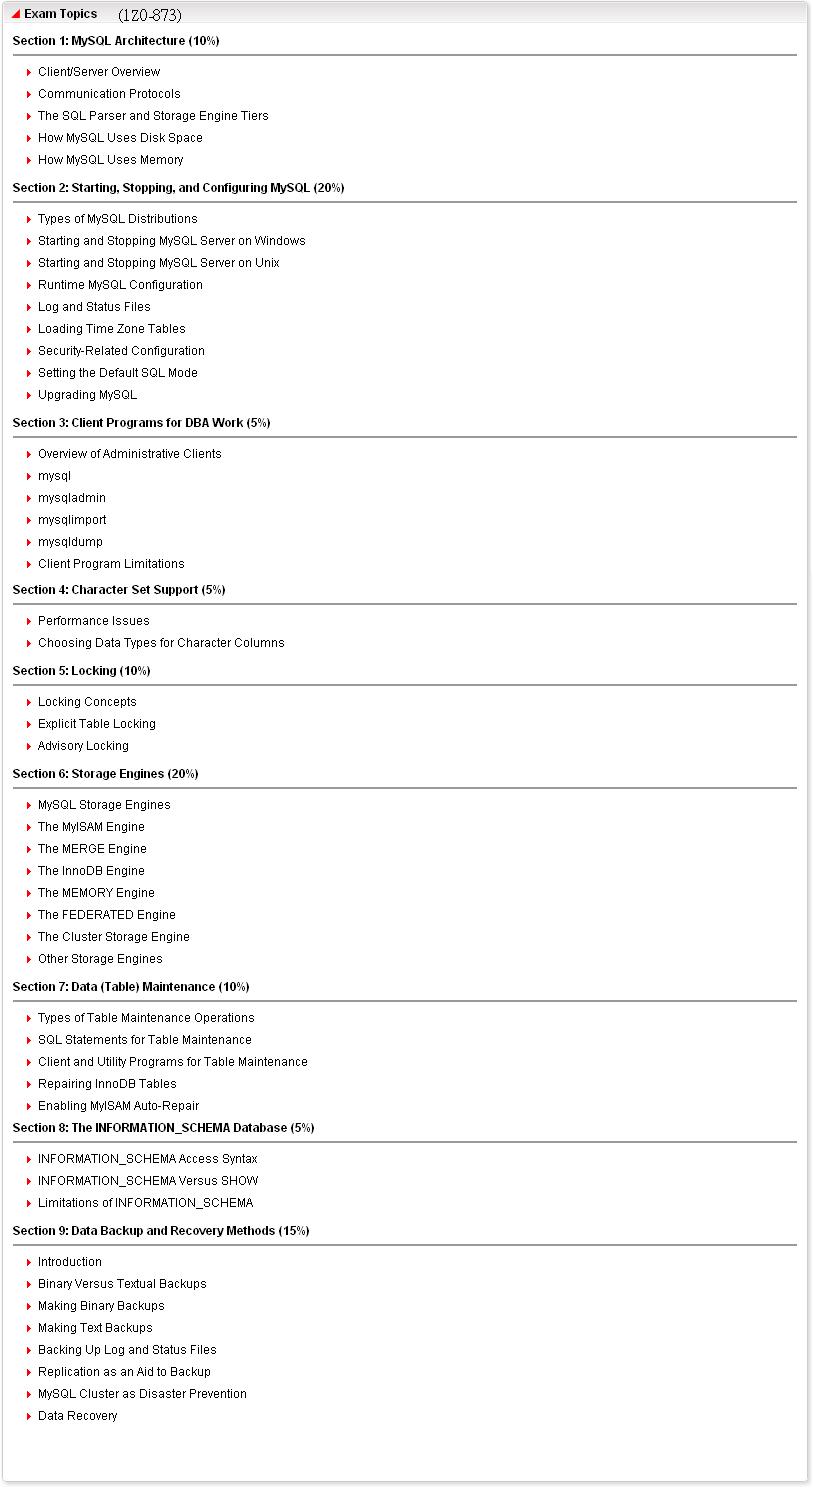 Exam Topics (1Z0-873)
Section 1: MySQL Architecture (10%)
Client/Server Overview
Communication Protocols
The SQL Parser and Storage Engine Tiers
How MySQL Uses Disk Space
How MySQL Uses Memory
Section 2: Starting, Stopping, and Configuring MySQL (20%)
Types of MySQL Distributions
Starting and Stopping MySQL Server on Windows
Starting and Stopping MySQL Server on Unix
Runtime MySQL Configuration
Log and Status Files
Loading Time Zone Tables
Security-Related Configuration
Setting the Default SQL Mode
Upgrading MySQL
Section 3: Client Programs for DBA Work (5%)
Overview of Administrative Clients
mysql
mysqladmin
mysqlimport
mysqldump
Client Program Limitations
Section 4: Character Set Support (5%)
Performance Issues
Choosing Data Types for Character Columns
Section 5: Locking (10%)
Locking Concepts
Explicit Table Locking
Advisory Locking
Section 6: Storage Engines (20%)
MySQL Storage Engines
The MyISAM Engine
The MERGE Engine
The InnoDB Engine
The MEMORY Engine
The FEDERATED Engine
The Cluster Storage Engine
Other Storage Engines
Section 7: Data (Table) Maintenance (10%)
Types of Table Maintenance Operations
SQL Statements for Table Maintenance
Client and Utility Programs for Table Maintenance
Repairing InnoDB Tables
Enabling MyISAM Auto-Repair
Section 8: The INFORMATION_SCHEMA Database (5%)
INFORMATION_SCHEMA Access Syntax
INFORMATION_SCHEMA Versus SHOW
Limitations of INFORMATION_SCHEMA
Section 9: Data Backup and Recovery Methods (15%)
Introduction
Binary Versus Textual Backups
Making Binary Backups
Making Text Backups
Backing Up Log and Status Files
Replication as an Aid to Backup
MySQL Cluster as Disaster Prevention
Data Recovery